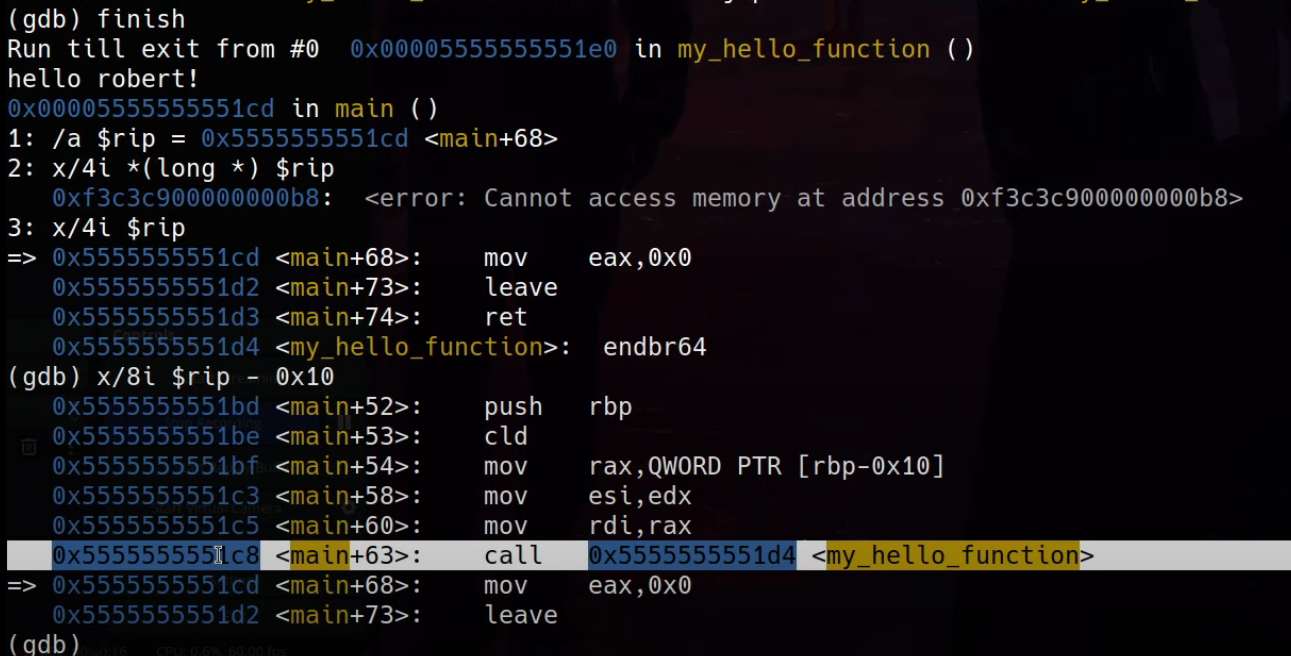 (gdb) finish
Run till exit from #0  0x00005555555551e0 in my_hello_function ()
hello robert!
0x00005555555551cd in main ()
1: /a $rip = 0x5555555551cd <main+68>
2: x/4i *(long *) $rip
   0xf3c3c900000000b8:  <error: Cannot access memory at address 0xf3c3c900000000b8>
3: x/4i $rip
=> 0x5555555551cd <main+68>:    mov    eax,0x0
   0x5555555551d2 <main+73>:    leave
   0x5555555551d3 <main+74>:    ret
   0x5555555551d4 <my_hello_function>:  endbr64
(gdb) x/8i $rip - 0x10
   0x5555555551bd <main+52>:    push   rbp
   0x5555555551be <main+53>:    cld
   0x5555555551bf <main+54>:    mov    rax,QWORD PTR [rbp-0x10]
   0x5555555551c3 <main+58>:    mov    esi,edx
   0x5555555551c5 <main+60>:    mov    rdi,rax
   0x5555555551c8 <main+63>:    call   0x5555555551d4 <my_hello_function>
=> 0x5555555551cd <main+68>:    mov    eax,0x0
   0x5555555551d2 <main+73>:    leave
(gdb)